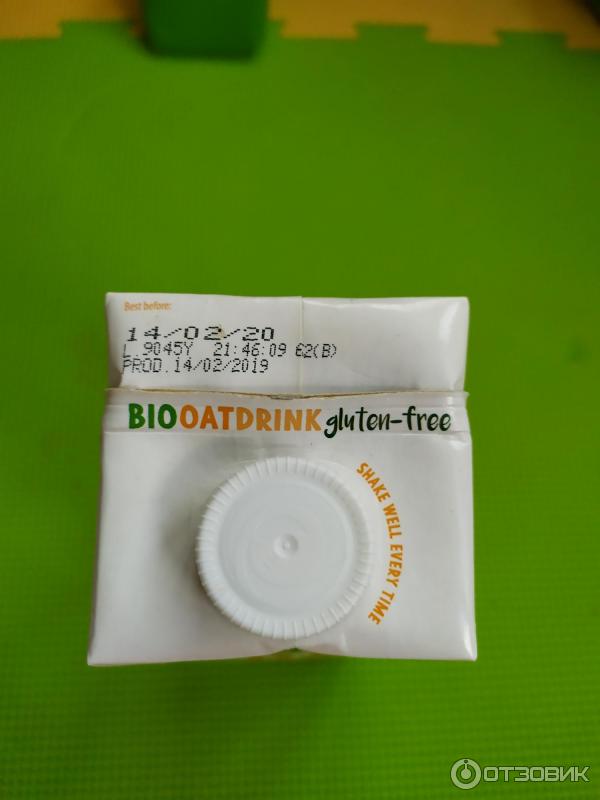 Best before:
14/02/20
L.9045Y 21:46:09 62(B)
PROD.14/02/2019
BIOOATDRINK gluten-free
SHAKE WELL EVERY TIME
ОТЗОВИК